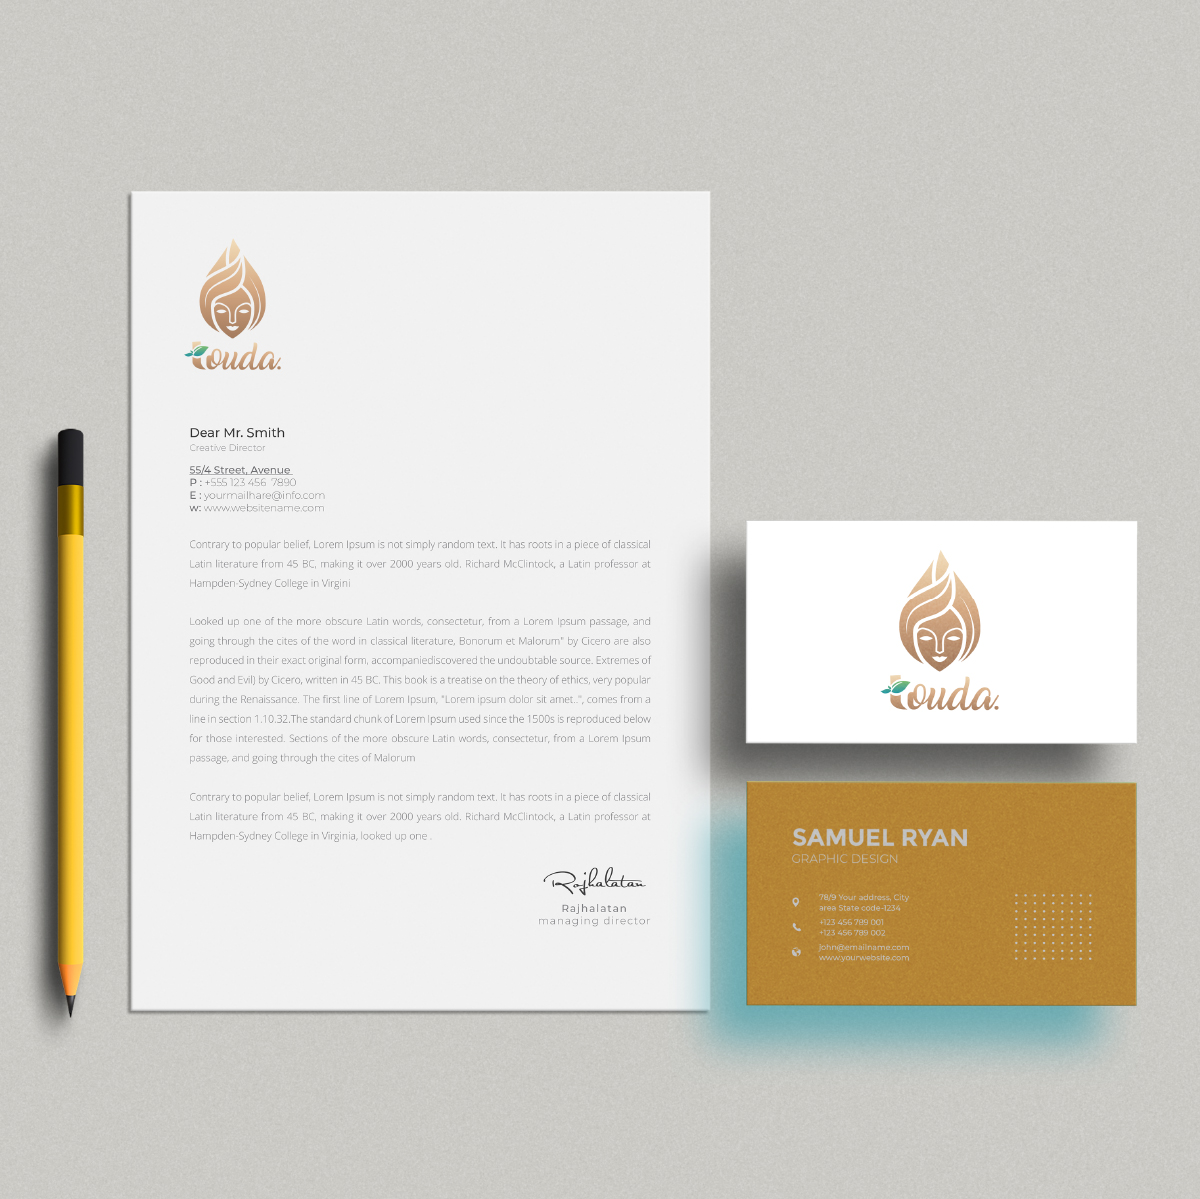 touda.
Dear Mr. Smith
Creative Director
55/4 Street, Avenue
P : +555 123 456 7890
E : yourmailhare@info.com
w: www.websitename.com
Contrary to popular belief, Lorem Ipsum is not simply random text. It has roots in a piece of classical
Latin literature from 45 BC, making it over 2000 years old. Richard McClintock, a Latin professor at
Hampden-Sydney College in Virgini
Looked up one of the more obscure Latin words, consectetur, from a Lorem Ipsum passage, and
going through the cites of the word in classical literature, Bonorum et Malorum" by Cicero are also
reproduced in their exact original form, accompaniediscovered the undoubtable source. Extremes of
Good and Evil) by Cicero, written in 45 BC. This book is a treatise on the theory of ethics, very popular
during the Renaissance. The first line of Lorem Ipsum, "Lorem ipsum dolor sit amet..", comes from a
line in section 1.10.32.The standard chunk of Lorem Ipsum used since the 1500s is reproduced below
for those interested. Sections of the more obscure Latin words, consectetur, from a Lorem Ipsum
passage, and going through the cites of Malorum
Contrary to popular belief, Lorem Ipsum is not simply random text. It has roots in a piece of classical
Latin literature from 45 BC, making it over 2000 years old. Richard McClintock, a Latin professor at
Hampden-Sydney College in Virginia, looked up one .
Rajhalatan
Rajhalatan
managing director
touda.
SAMUEL RYAN
GRAPHIC DESIGN
78/9 Your address, City
area State code-1234
+123 456 789 001
+123 456 789 002
john@emailname.com
www.yourwebsite.com